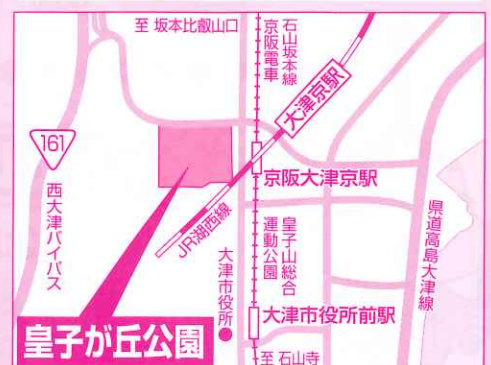 至 坂本比叡山口
石山坂本線
京阪電車
大津京駅
161
西大津バイパス
京阪大津京駅
JR湖西線
大津市役所
皇子山総合
運動公園
県道高島大津線
大津市役所前駅
皇子が丘公園
至 石山寺